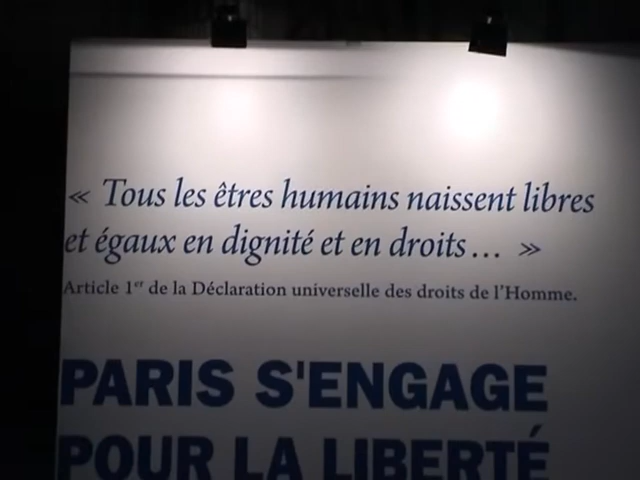 « Tous les êtres humains naissent libres
et égaux en dignité et en droits... »
Article 1er de la Déclaration universelle des droits de l'Homme.
PARIS S'ENGAGE
POUR LA LIBERTÉ